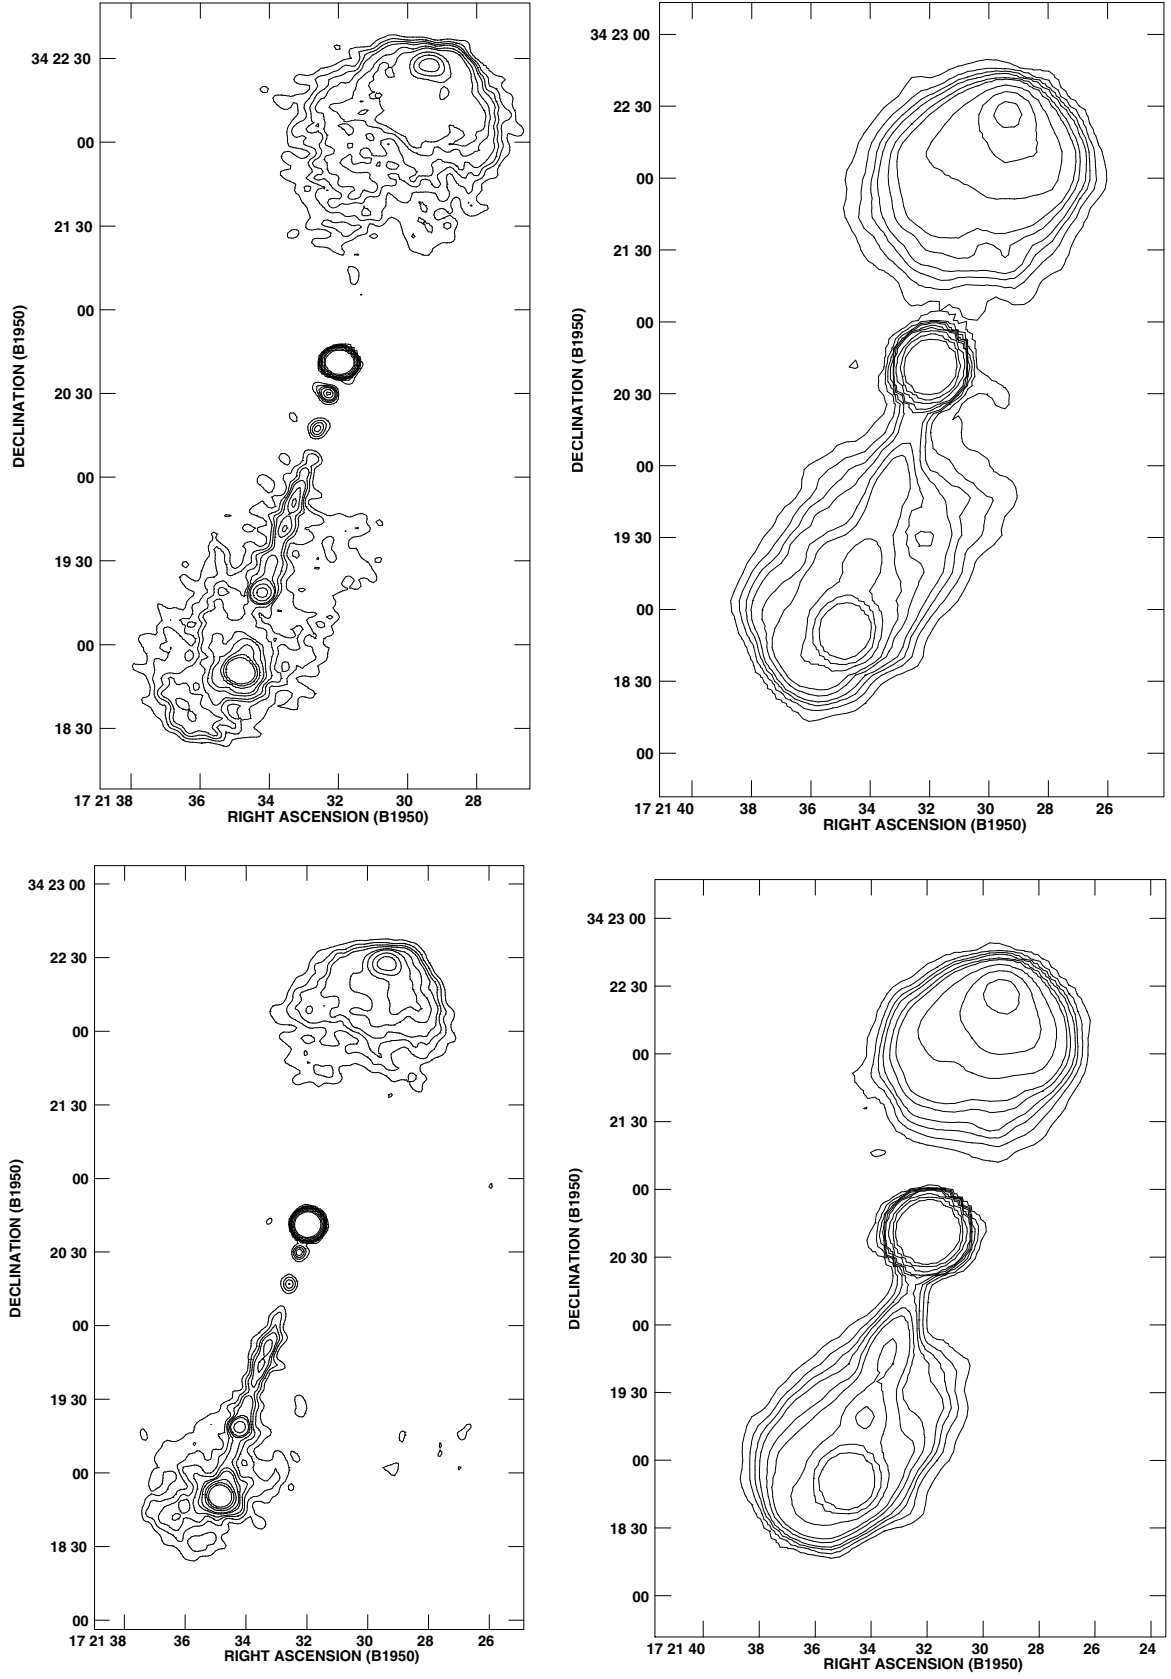 34 22 30
00
21 30
00
20 30
00
19 30
00
18 30
DECLINATION (B1950)
17 21 38 36 34 32 30 28
RIGHT ASCENSION (B1950)
34 23 00
22 30
00
21 30
00
20 30
00
19 30
00
18 30
00
DECLINATION (B1950)
17 21 40 38 36 34 32 30 28 26
RIGHT ASCENSION (B1950)
34 23 00
22 30
00
21 30
00
20 30
00
19 30
00
18 30
00
DECLINATION (B1950)
17 21 38 36 34 32 30 28 26
RIGHT ASCENSION (B1950)
34 23 00
22 30
00
21 30
00
20 30
00
19 30
00
18 30
00
DECLINATION (B1950)
17 21 40 38 36 34 32 30 28 26 24
RIGHT ASCENSION (B1950)